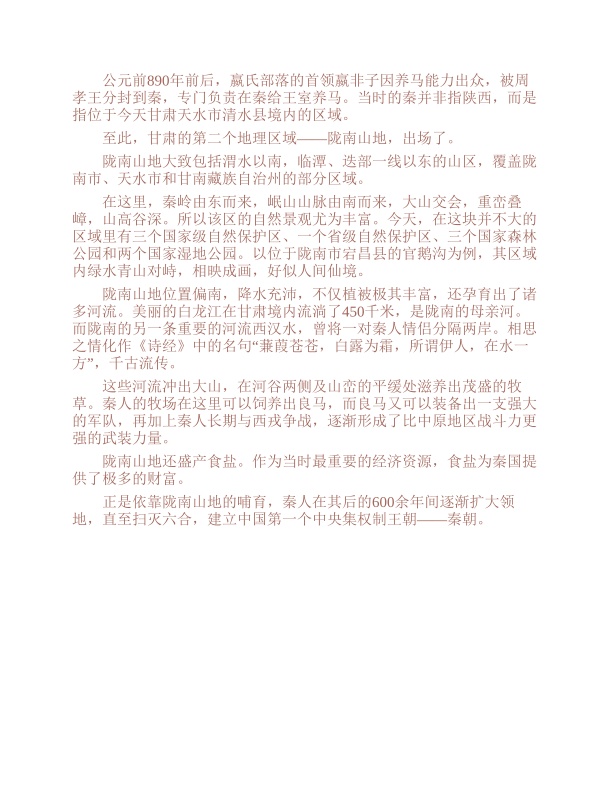 公元前890年前后，嬴氏部落的首领嬴非子因养马能力出众，被周
孝王分封到秦，专门负责在秦给王室养马。当时的秦并非指陕西，而是
指位于今天甘肃天水市清水县境内的区域。
至此，甘肃的第二个地理区域——陇南山地，出场了。
陇南山地大致包括渭水以南，临潭、迭部一线以东的山区，覆盖陇
南市、天水市和甘南藏族自治州的部分区域。
在这里，秦岭由东而来，岷山山脉由南而来，大山交会，重峦叠
嶂，山高谷深。所以该区的自然景观尤为丰富。今天，在这块并不大的
区域里有三个国家级自然保护区、一个省级自然保护区、三个国家森林
公园和两个国家湿地公园。以位于陇南市宕昌县的官鹅沟为例，其区域
内绿水青山对峙，相映成画，好似人间仙境。
陇南山地位置偏南，降水充沛，不仅植被极其丰富，还孕育出了诸
多河流。美丽的白龙江在甘肃境内流淌了450千米，是陇南的母亲河。
而陇南的另一条重要的河流西汉水，曾将一对秦人情侣分隔两岸。相思
之情化作《诗经》中的名句“蒹葭苍苍，白露为霜，所谓伊人，在水一
方”，千古流传。
这些河流冲出大山，在河谷两侧及山峦的平缓处滋养出茂盛的牧
草。秦人的牧场在这里可以饲养出良马，而良马又可以装备出一支强大
的军队，再加上秦人长期与西戎争战，逐渐形成了比中原地区战斗力更
强的武装力量。
陇南山地还盛产食盐。作为当时最重要的经济资源，食盐为秦国提
供了极多的财富。
正是依靠陇南山地的哺育，秦人在其后的600余年间逐渐扩大领
地，直至扫灭六合，建立中国第一个中央集权制王朝——秦朝。